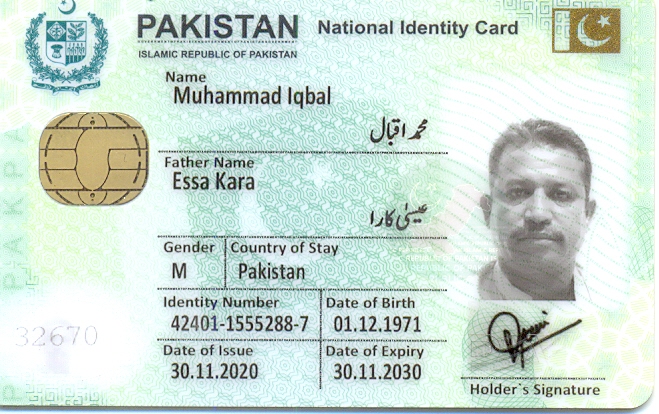 PAKISTAN National Identity Card
ISLAMIC REPUBLIC OF PAKISTAN
Name
Muhammad Iqbal
محمد اقبال
Father Name
Essa Kara
عیسیٰ کارا
Gender Country of Stay
M Pakistan
Identity Number Date of Birth
42401-1555288-7 01.12.1971
Date of Issue Date of Expiry
30.11.2020 30.11.2030
32670
Holder`s Signature